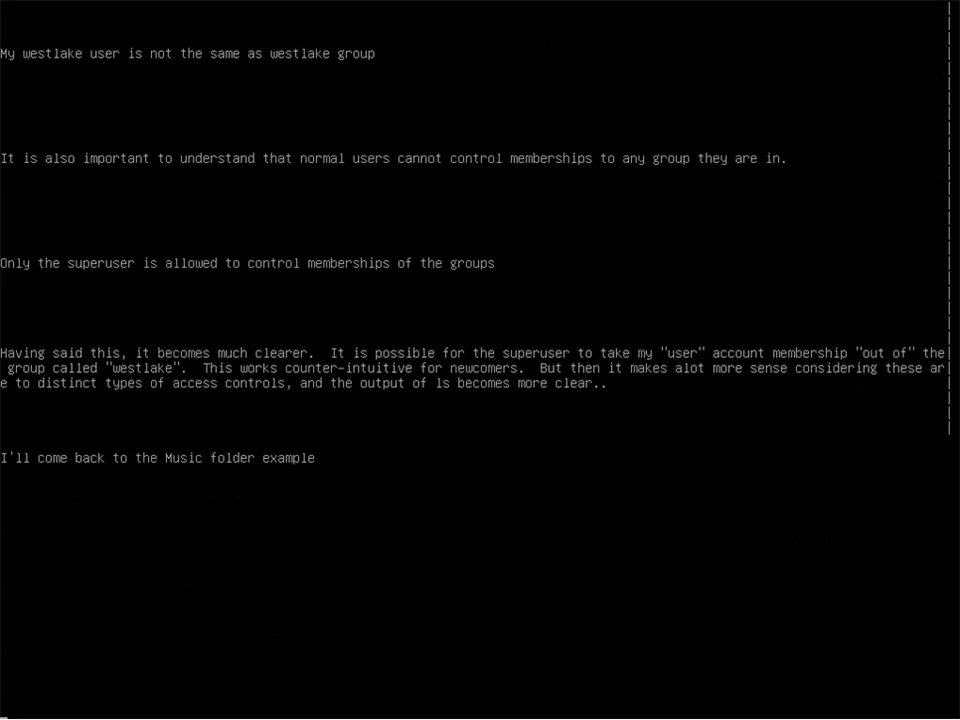 My westlake user is not the same as westlake group
It is also important to understand that normal users cannot control memberships to any group they are in.
Only the superuser is allowed to control memberships of the groups
Having said this, it becomes much clearer.  It is possible for the superuser to take my "user" account membership "out of" the
 group called "westlake".  This works counter-intuitive for newcomers.  But then it makes alot more sense considering these ar
e to distinct types of access controls, and the output of ls becomes more clear..
I'll come back to the Music folder example